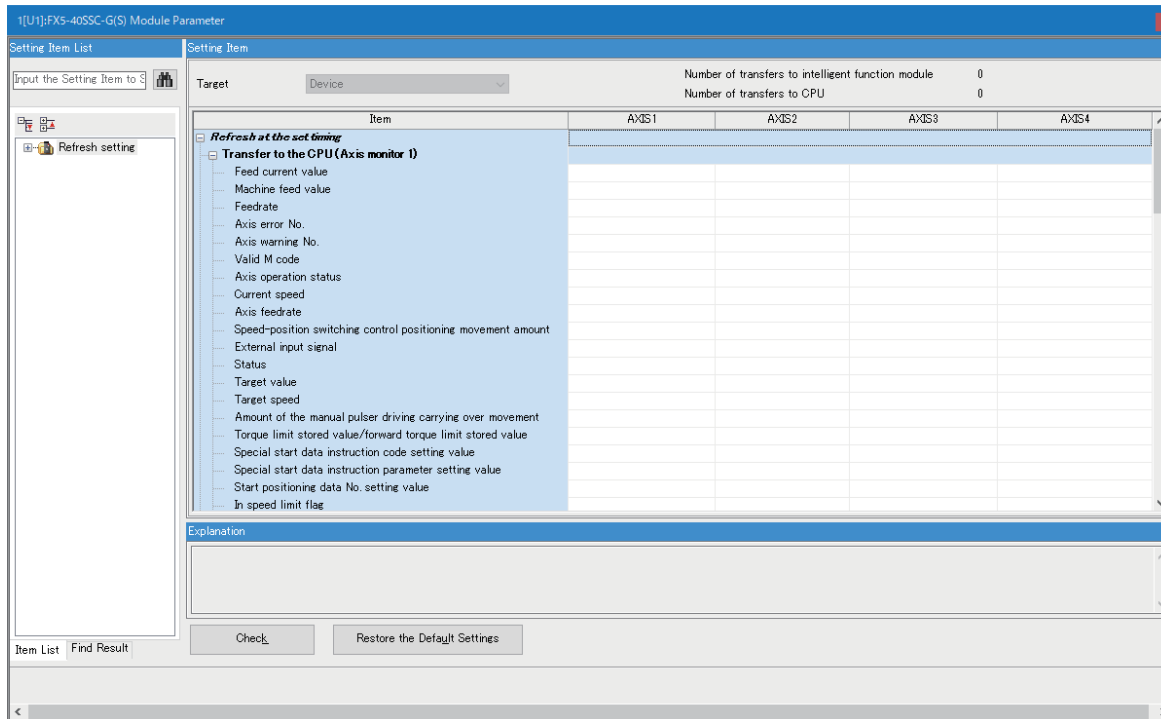 1[U1]:FX5-40SSC-G(S) Module Parameter
Setting Item List
Input the Setting Item to S
Refresh setting
Item List
Find Result
Setting Item
Target
Device
Number of transfers to intelligent function module 0
Number of transfers to CPU 0
Item AXIS1 AXIS2 AXIS3 AXIS4
Refresh at the set timing
Transfer to the CPU(Axis monitor 1)
Feed current value
Machine feed value
Feedrate
Axis error No.
Axis warning No.
Valid M code
Axis operation status
Current speed
Axis feedrate
Speed-position switching control positioning movement amount
External input signal
Status
Target value
Target speed
Amount of the manual pulser driving carrying over movement
Torque limit stored value/forward torque limit stored value
Special start data instruction code setting value
Special start data instruction parameter setting value
Start positioning data No. setting value
In speed limit flag
Explanation
Check
Restore the Default Settings